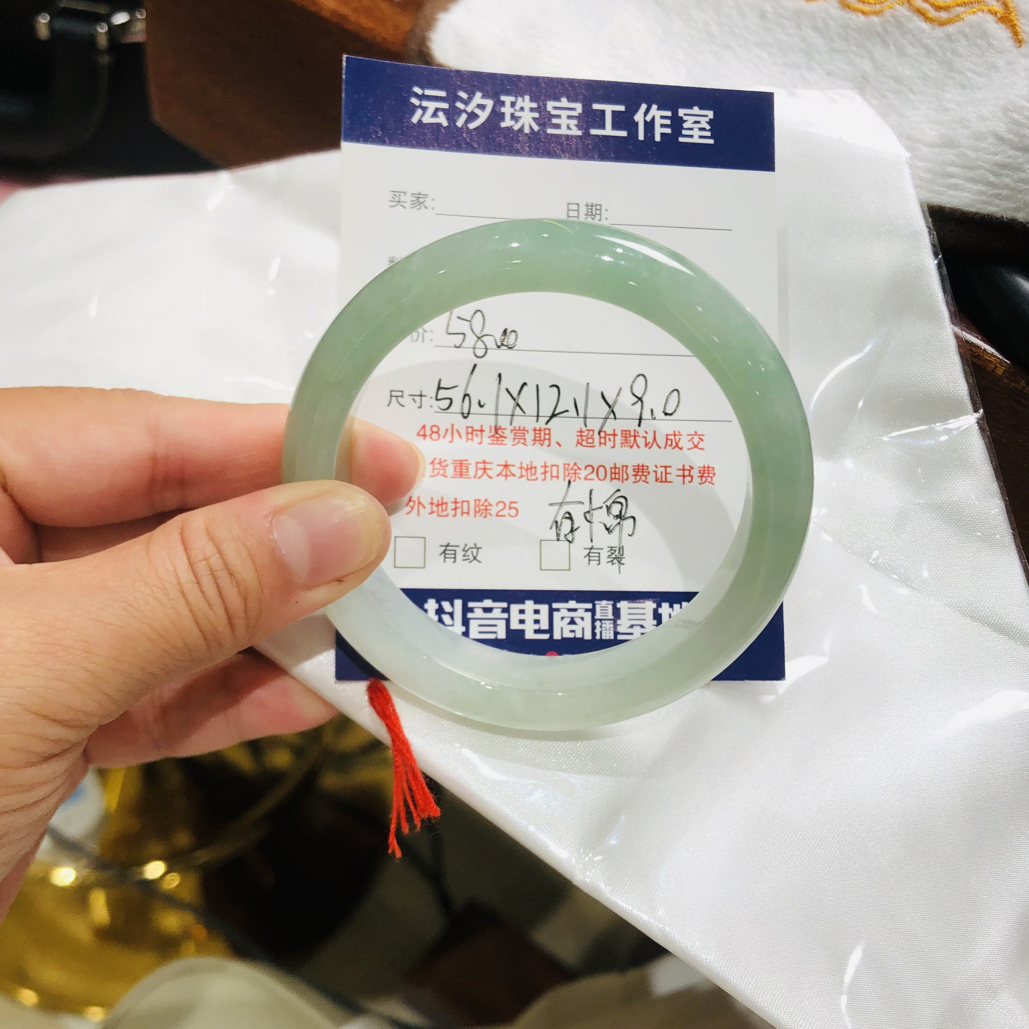 沄汐珠宝工作室
买家: 日期:
价: 5800
尺寸: 56.1X12.1X9.0
48小时鉴赏期、超时默认成交
货重庆本地扣除20邮费证书费
外地扣除25 有棉
有纹 有裂
抖音电商直播基地